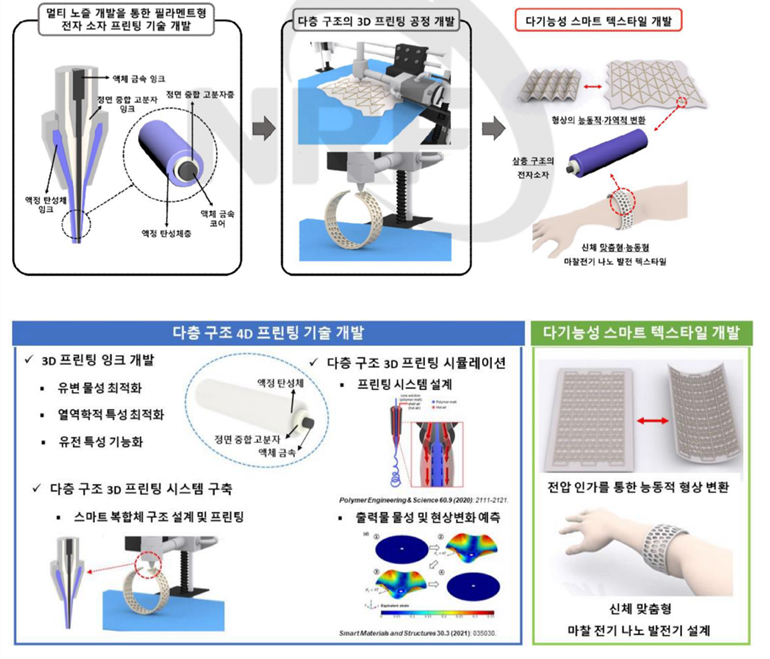 멀티 노즐 개발을 통한 필라멘트형
전자 소자 프린팅 기술 개발
액체 금속 잉크
정면 중합 고분자층
정면 중합 고분자
잉크
액정 탄성체
잉크
액정 탄성체층
액체 금속
코어
다층 구조의 3D 프린팅 공정 개발
다기능성 스마트 텍스타일 개발
형상의 능동적·가역적 변환
삼층 구조의
전자소자
신체 맞춤형·능동형
마찰전기 나노 발전 텍스타일
NRF
다층 구조 4D 프린팅 기술 개발
✓ 3D 프린팅 잉크 개발
▪ 유변 물성 최적화
▪ 열역학적 특성 최적화
▪ 유전 특성 기능화
액정 탄성체
정면 중합 고분자
액체 금속
✓ 다층 구조 3D 프린팅 시스템 구축
▪ 스마트 복합체 구조 설계 및 프린팅
✓ 다층 구조 3D 프린팅 시뮬레이션
▪ 프린팅 시스템 설계
Polymer melt
Hot air
Polymer Engineering & Science 60.9 (2020): 2111-2121.
▪ 출력물 물성 및 현상변화 예측
① ②
③ ④
Equivalent strain
Smart Materials and Structures 30.3 (2021): 035030.
다기능성 스마트 텍스타일 개발
전압 인가를 통한 능동적 형상 변환
신체 맞춤형
마찰 전기 나노 발전기 설계